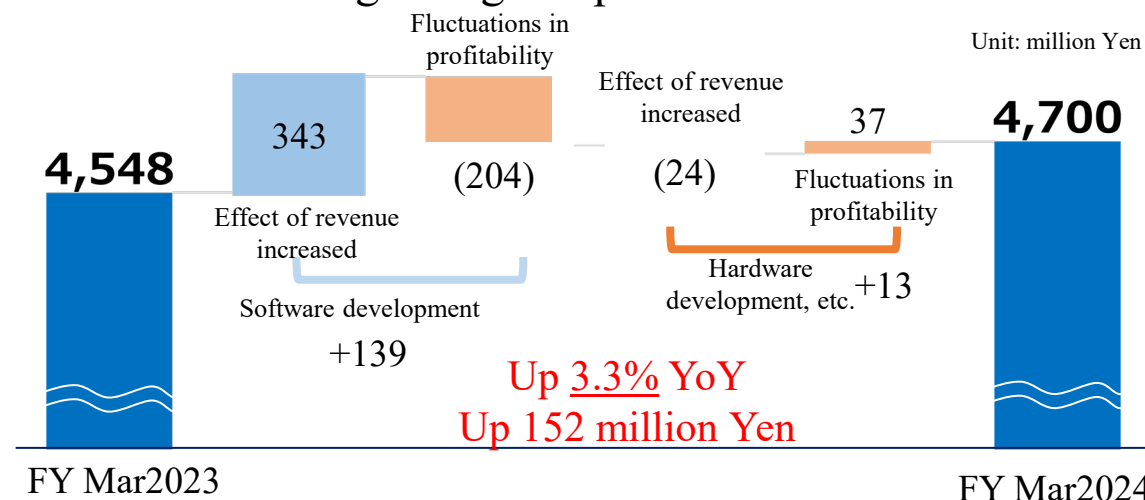 Fluctuations in
profitability
Unit: million Yen
Effect of revenue
increased
343
(204)
(24)
37
4,700
4,548
Effect of revenue
increased
Fluctuations in
profitability
Software development
+139
Hardware
development, etc.
+13
Up 3.3% YoY
Up 152 million Yen
FY Mar2023
FY Mar2024